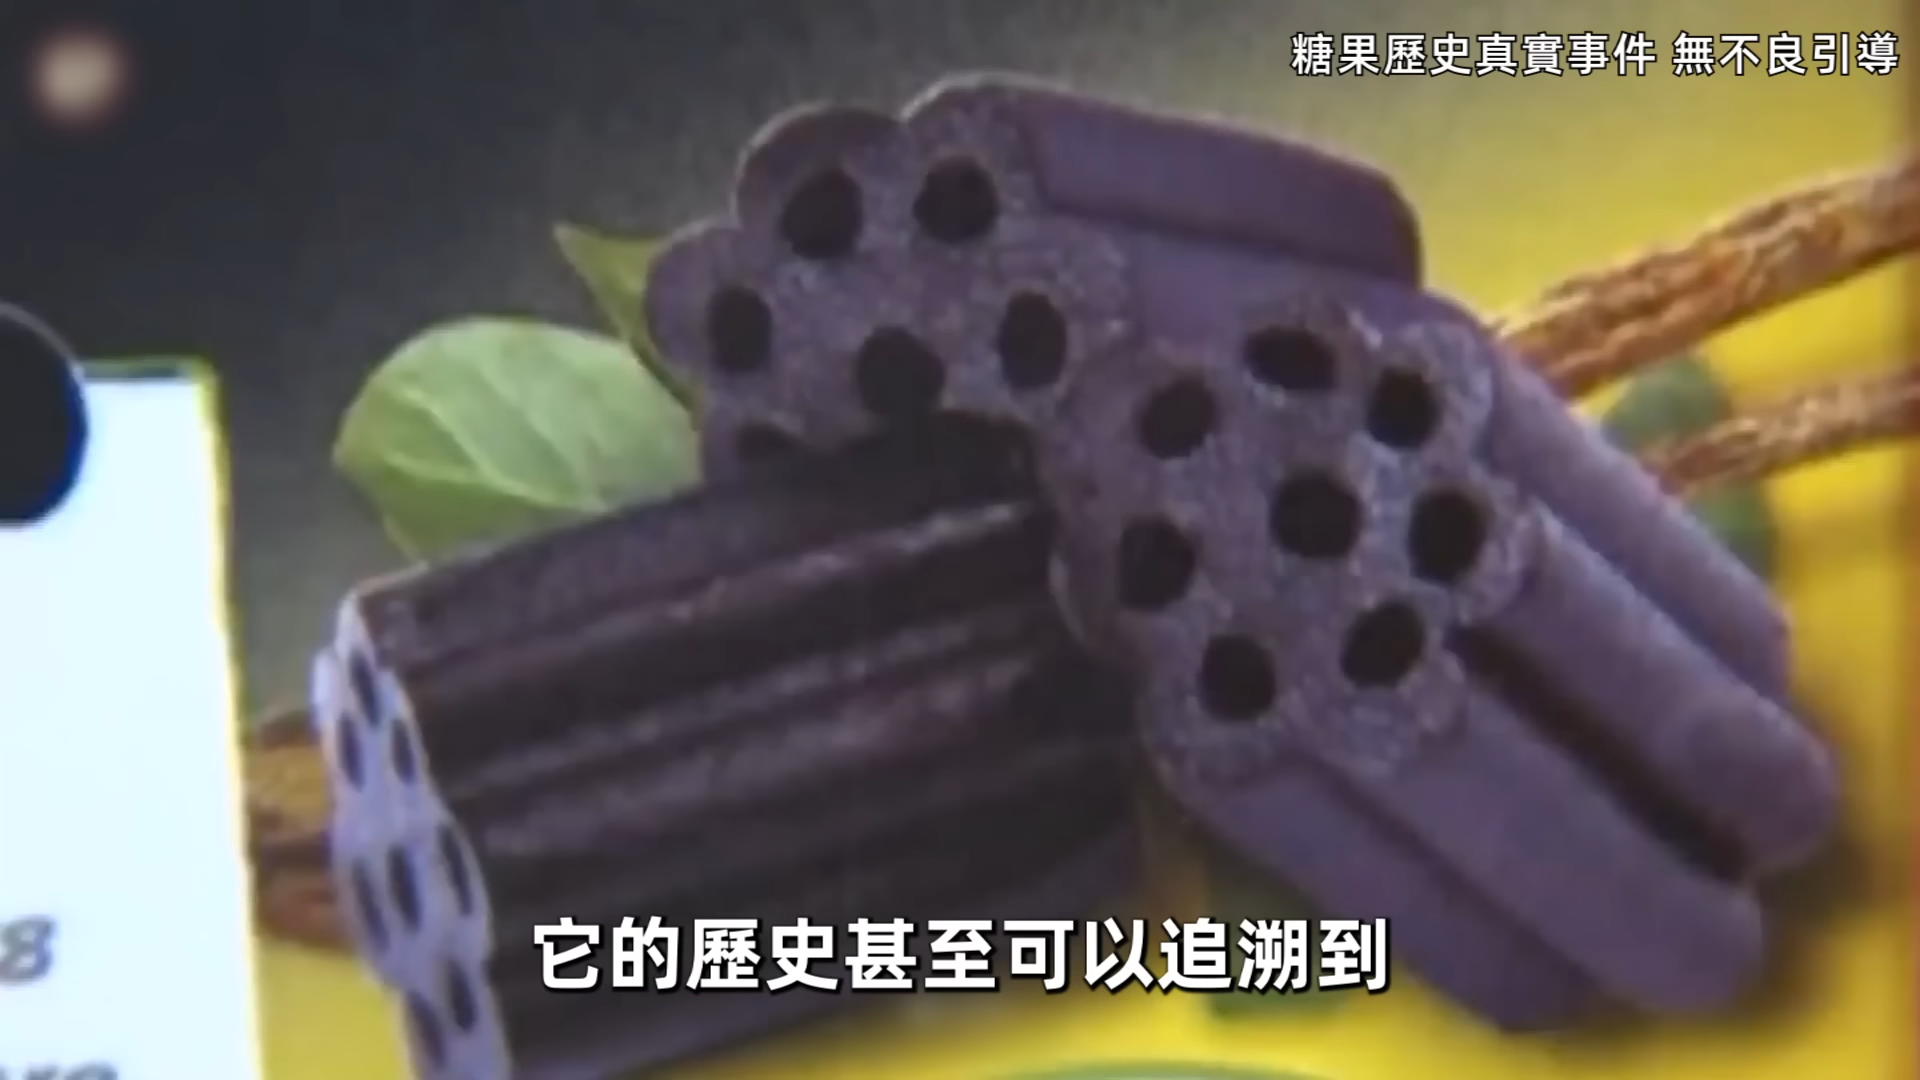 糖果歷史真實事件 無不良引導
8
它的歷史甚至可以追溯到